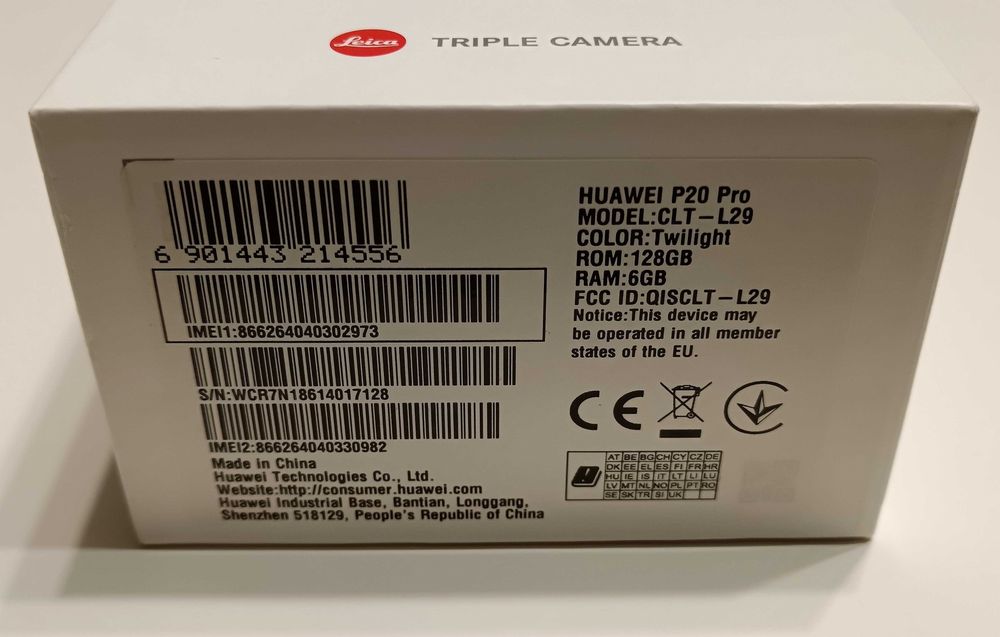 Leica TRIPLE CAMERA
6 901443 214556
IMEI1:866264040302973
S/N:WCR7N18614017128
IMEI2:866264040330982
Made in China
Huawei Technologies Co., Ltd.
Website:http://consumer.huawei.com
Huawei Industrial Base, Bantian, Longgang,
Shenzhen 518129, People's Republic of China
HUAWEI P20 Pro
MODEL:CLT-L29
COLOR:Twilight
ROM:128GB
RAM:6GB
FCC ID:QISCLT-L29
Notice:This device may
be operated in all member
states of the EU.
CE
AT BE BG CH CY CZ DE
DK EE EL ES FI FR HR
HU IE IS IT LT LI LU
LV MT NL NO PL PT RO
SE SK TR SI UK